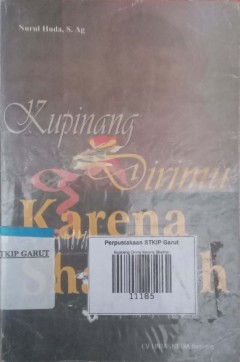 Nurul Huda, S. Ag
Kupinang
Dirimu
Karena
TKIP GARUT
Perpustakaan STKIP Garut
11185